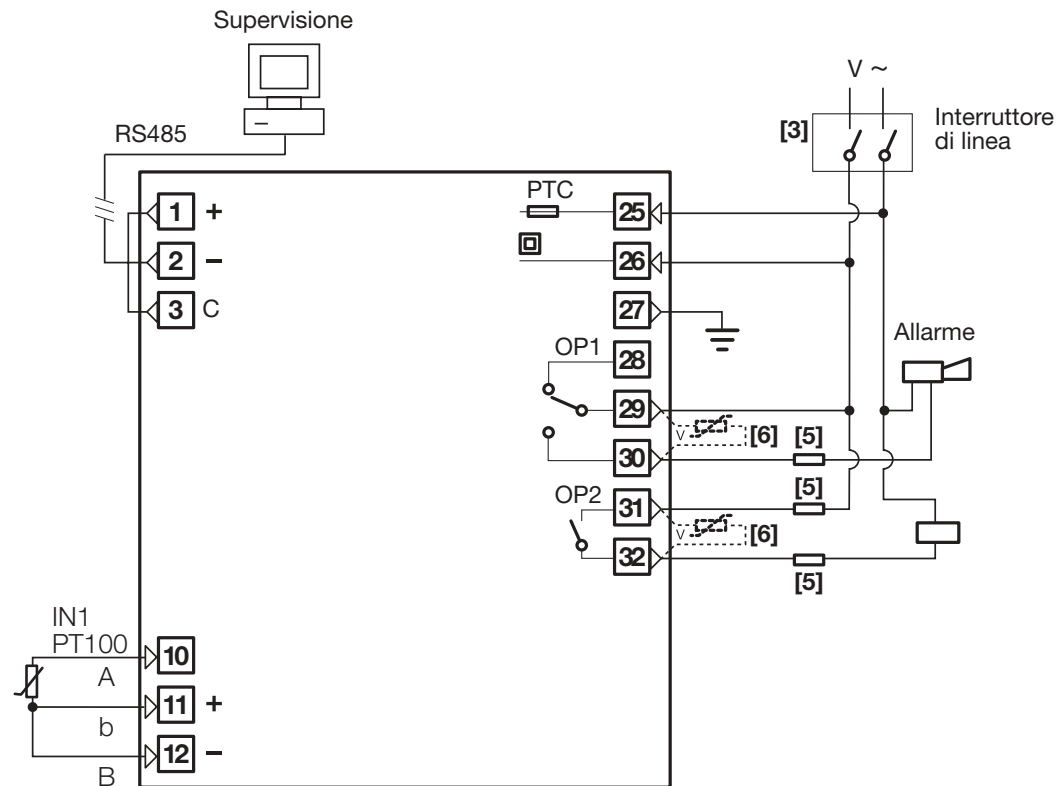 Supervisione
RS485
V ~
[3]
Interruttore
di linea
1 +
2 −
3 C
PTC
25
26
27
OP1
28
29
30
OP2
31
32
Allarme
[6]
[5]
[5]
[6]
[5]
V
V
IN1
PT100
A
b
B
10
11 +
12 −